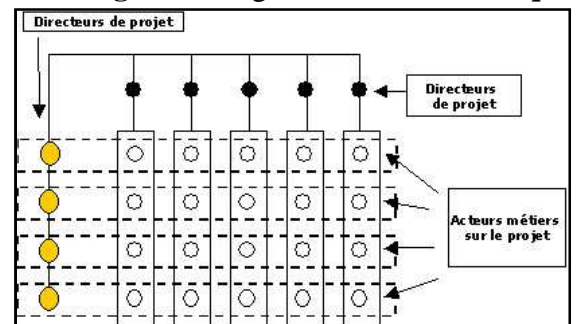 Directeurs de projet
Directeurs
de projet
Acteurs métiers
sur le projet